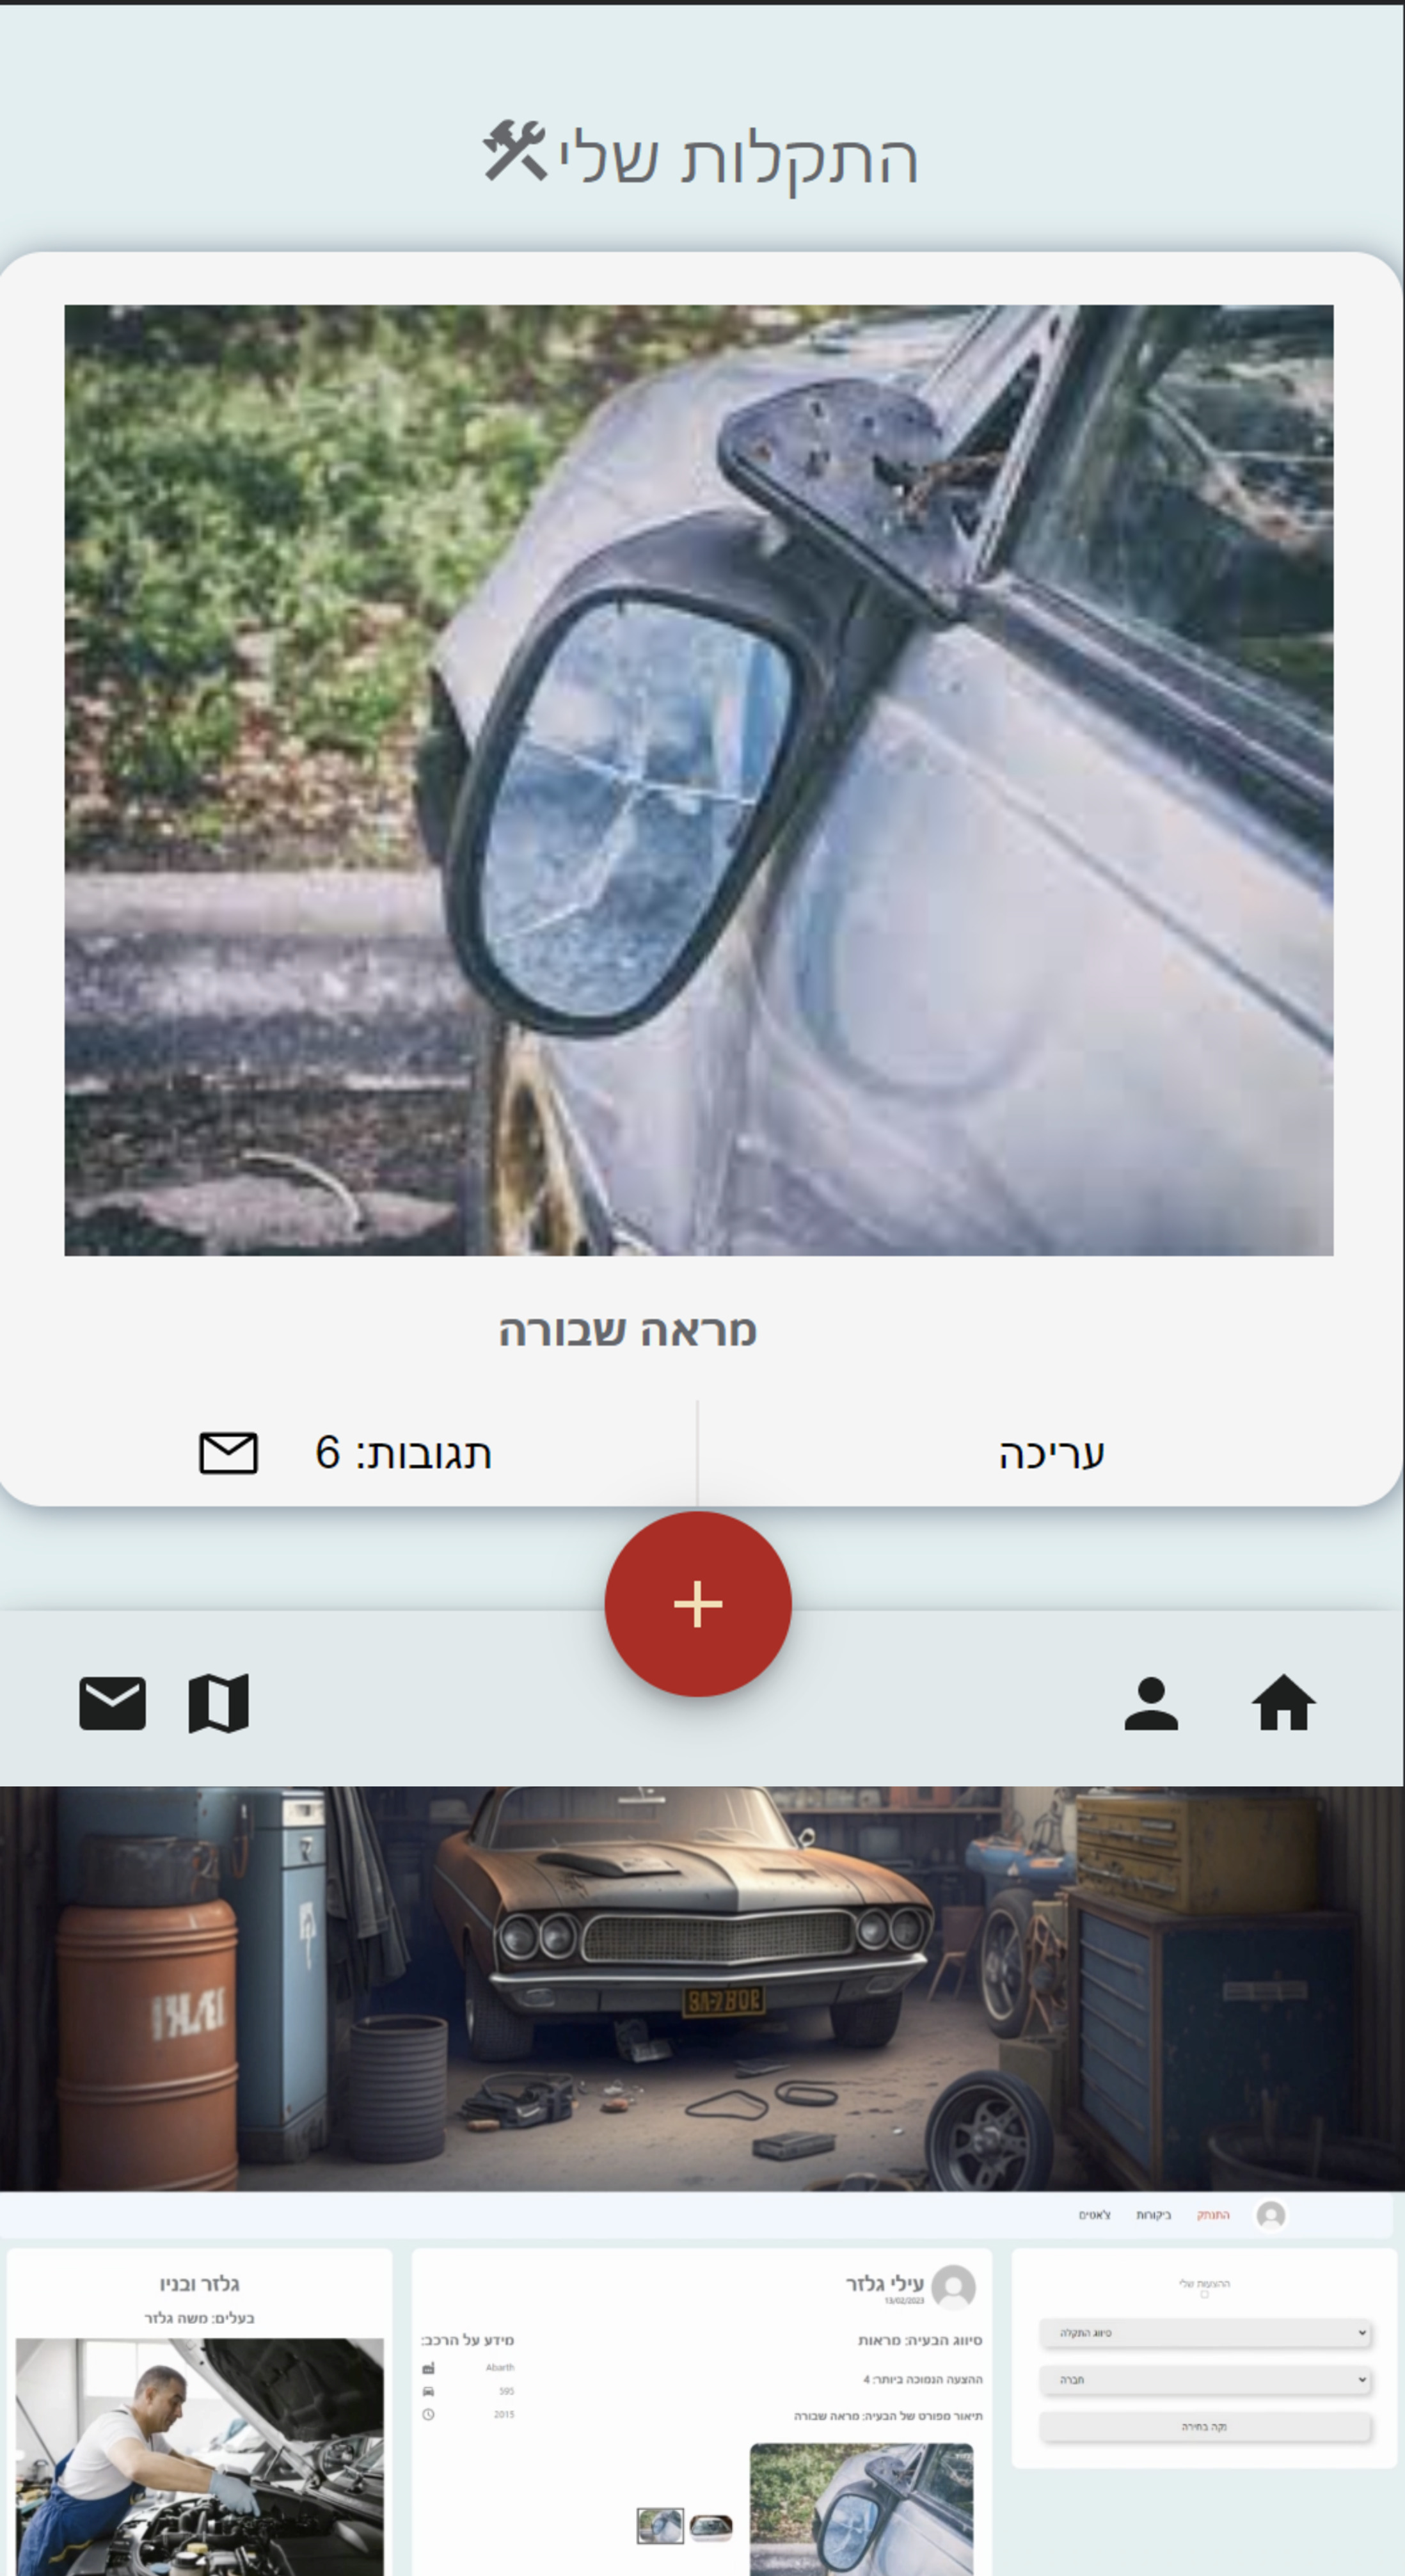 התקלות שלי
מראה שבורה
עריכה
תגובות: 6
התנתק
ביקורות
צ'אטים
ההצעות שלי
סיווג התקלה
חברה
נקה בחירה
עילי גלזר
13/02/2023
סיווג הבעיה: מראות
ההצעה הנמוכה ביותר: 4
תיאור מפורט של הבעיה: מראה שבורה
מידע על הרכב:
Abarth
595
2015
גלזר ובניו
בעלים: משה גלזר